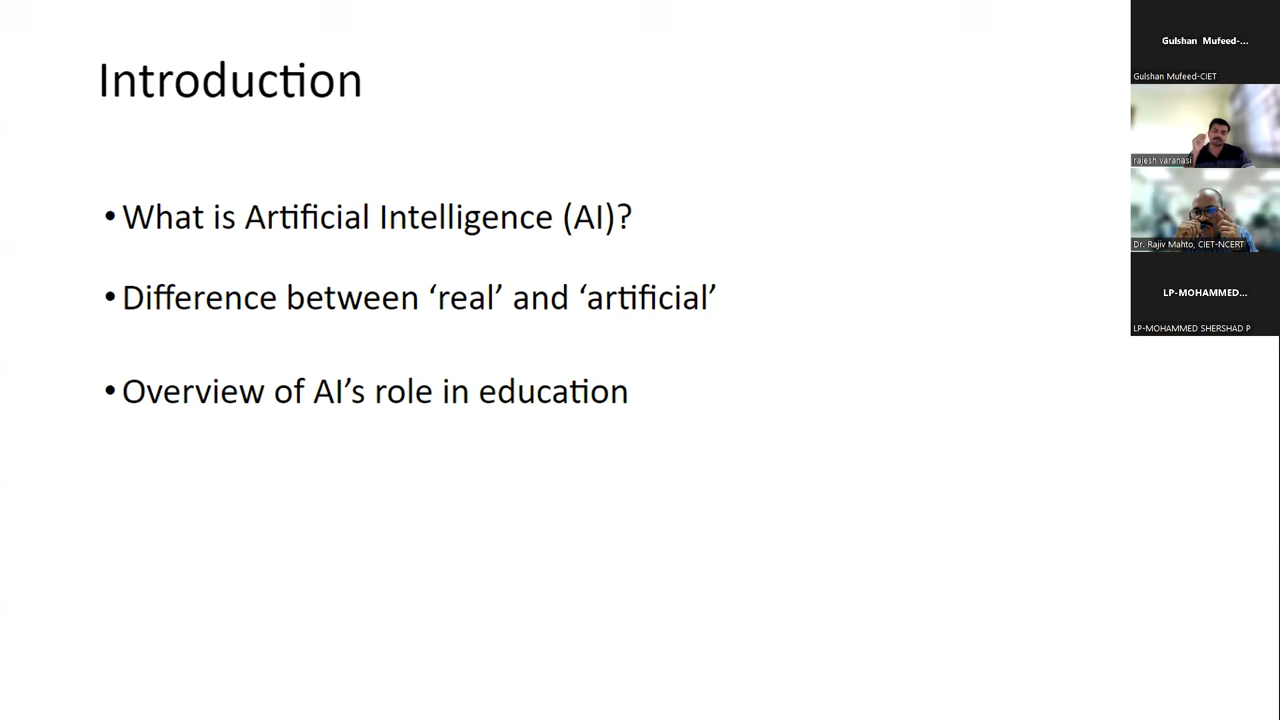 Introduction
• What is Artificial Intelligence (AI)?
• Difference between ‘real’ and ‘artificial’
• Overview of AI’s role in education
Gulshan Mufeed-...
Gulshan Mufeed-CIET
rajesh varanasi
Dr. Rajiv Mahto, CIET-NCERT
LP-MOHAMMED...
LP-MOHAMMED SHERSHAD P